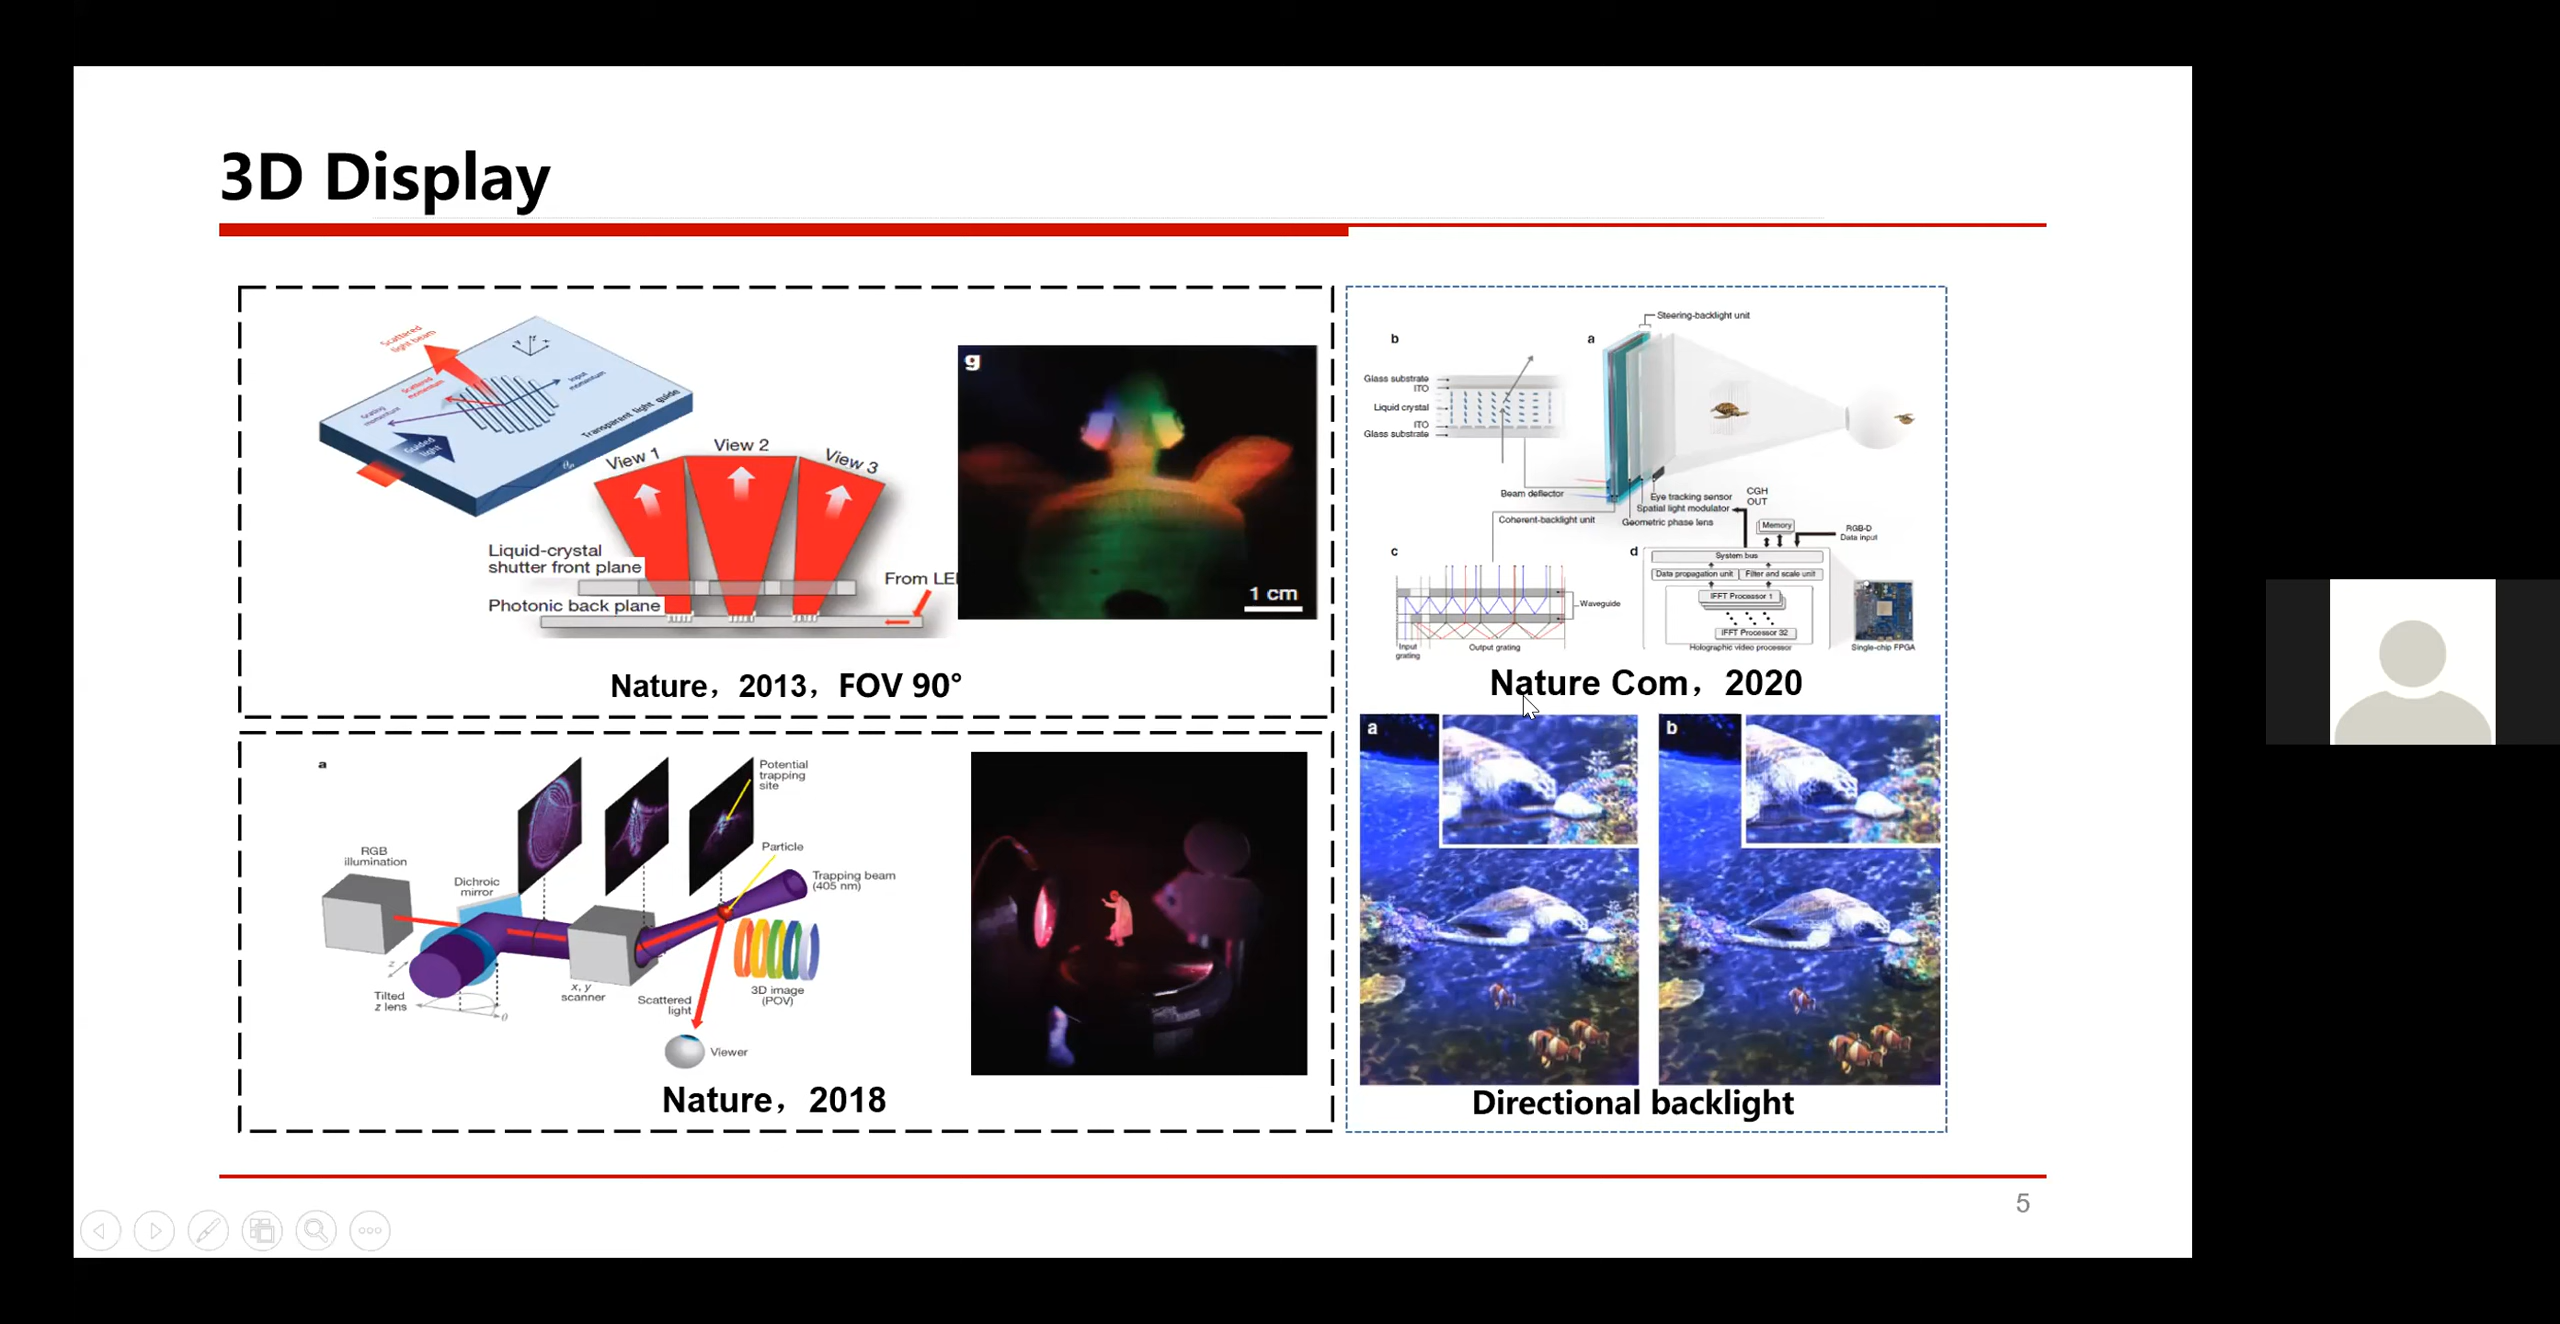 3D Display
Scattered
light beam
Scattered
momentum
Input
momentum
Grating
momentum
Guided
light
Transparent light guide
View 1
View 2
View 3
Liquid-crystal
shutter front plane
Photonic back plane
From LE
g
1 cm
Nature，2013，FOV 90°
a
Potential
trapping
site
Particle
RGB
illumination
Dichroic
mirror
Trapping beam
(405 nm)
z
Tilted
z lens
θ
x, y
scanner
Scattered
light
3D image
(POV)
Viewer
Nature，2018
b
a
Steering-backlight unit
Glass substrate
ITO
Liquid crystal
ITO
Glass substrate
Beam deflector
Eye tracking sensor
Spatial light modulator
Geometric phase lens
Coherent-backlight unit
CGH
OUT
Memory
RGB-D
Data input
c
Waveguide
Input
grating
Output grating
d
System bus
Data propagation unit
Filter and scale unit
IFFT Processor 1
IFFT Processor 32
Holographic video processor
Single-chip FPGA
Nature Com，2020
a
b
Directional backlight
5